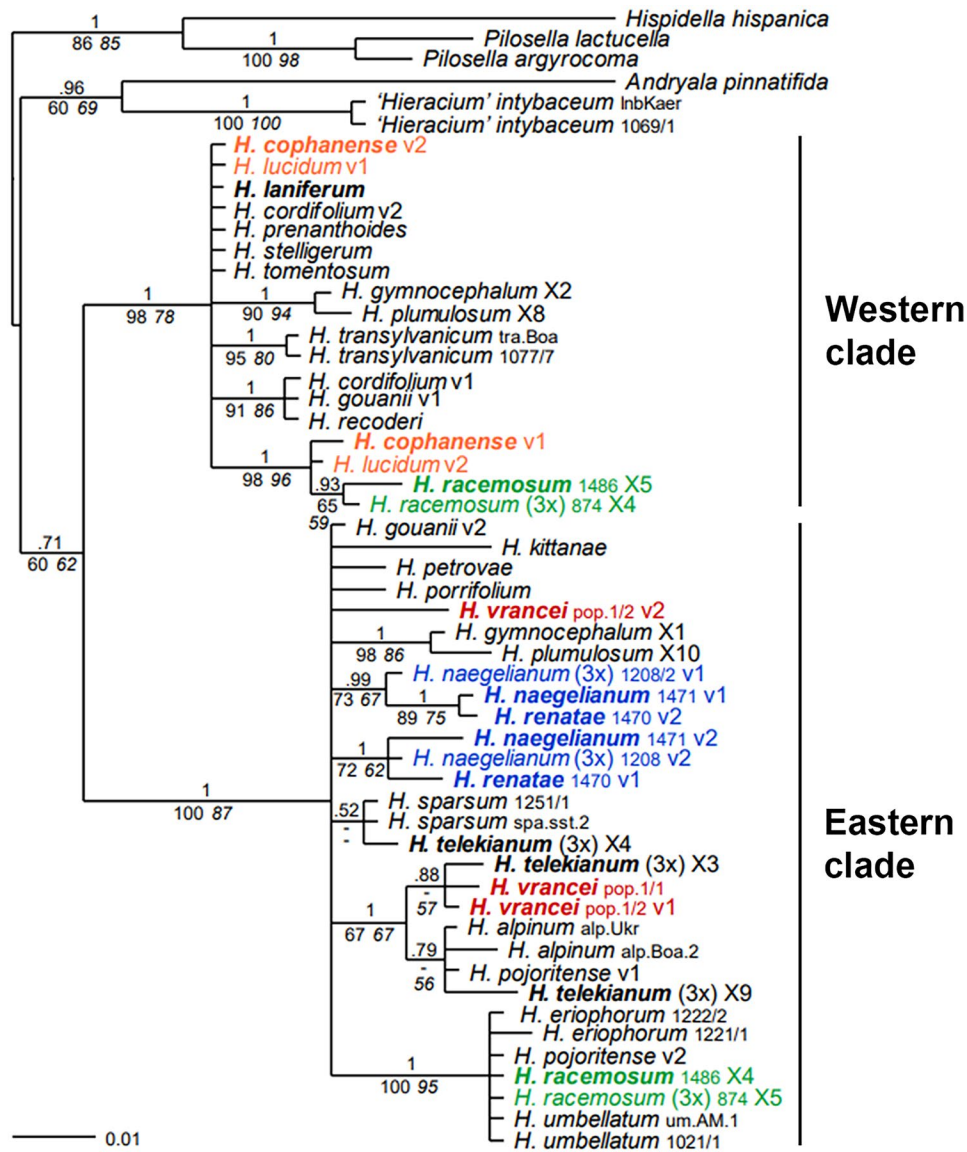 Hispidella hispanica
1
86 85
Pilosella lactucella
1
100 98
Pilosella argyrocoma
.96
60 69
Andryala pinnatifida
'Hieracium' intybaceum InbKaer
1
100 100
'Hieracium' intybaceum 1069/1
H. cophanense v2
H. lucidum v1
H. laniferum
H. cordifolium v2
H. prenanthoides
H. stelligerum
H. tomentosum
1
98 78
1
90 94
H. gymnocephalum X2
H. plumulosum X8
1
95 80
H. transylvanicum tra.Boa
H. transylvanicum 1077/7
1
91 86
H. cordifolium v1
H. gouanii v1
H. recoderi
H. cophanense v1
1
98 96
H. lucidum v2
.93
65
59
H. racemosum 1486 X5
H. racemosum (3x) 874 X4
Western
clade
.71
60 62
H. gouanii v2
H. kittanae
H. petrovae
H. porrifolium
H. vrancei pop.1/2 v2
1
98 86
H. gymnocephalum X1
H. plumulosum X10
.99
73 67
H. naegelianum (3x) 1208/2 v1
1
89 75
H. naegelianum 1471 v1
H. renatae 1470 v2
1
72 62
H. naegelianum 1471 v2
H. naegelianum (3x) 1208 v2
H. renatae 1470 v1
1
100 87
.52
-
-
H. sparsum 1251/1
H. sparsum spa.sst.2
H. telekianum (3x) X4
1
67 67
.88
-
57
H. telekianum (3x) X3
H. vrancei pop.1/1
H. vrancei pop.1/2 v1
.79
-
56
H. alpinum alp.Ukr
H. alpinum alp.Boa.2
H. pojoritense v1
H. telekianum (3x) X9
1
100 95
H. eriophorum 1222/2
H. eriophorum 1221/1
H. pojoritense v2
H. racemosum 1486 X4
H. racemosum (3x) 874 X5
H. umbellatum um.AM.1
H. umbellatum 1021/1
Eastern
clade
0.01